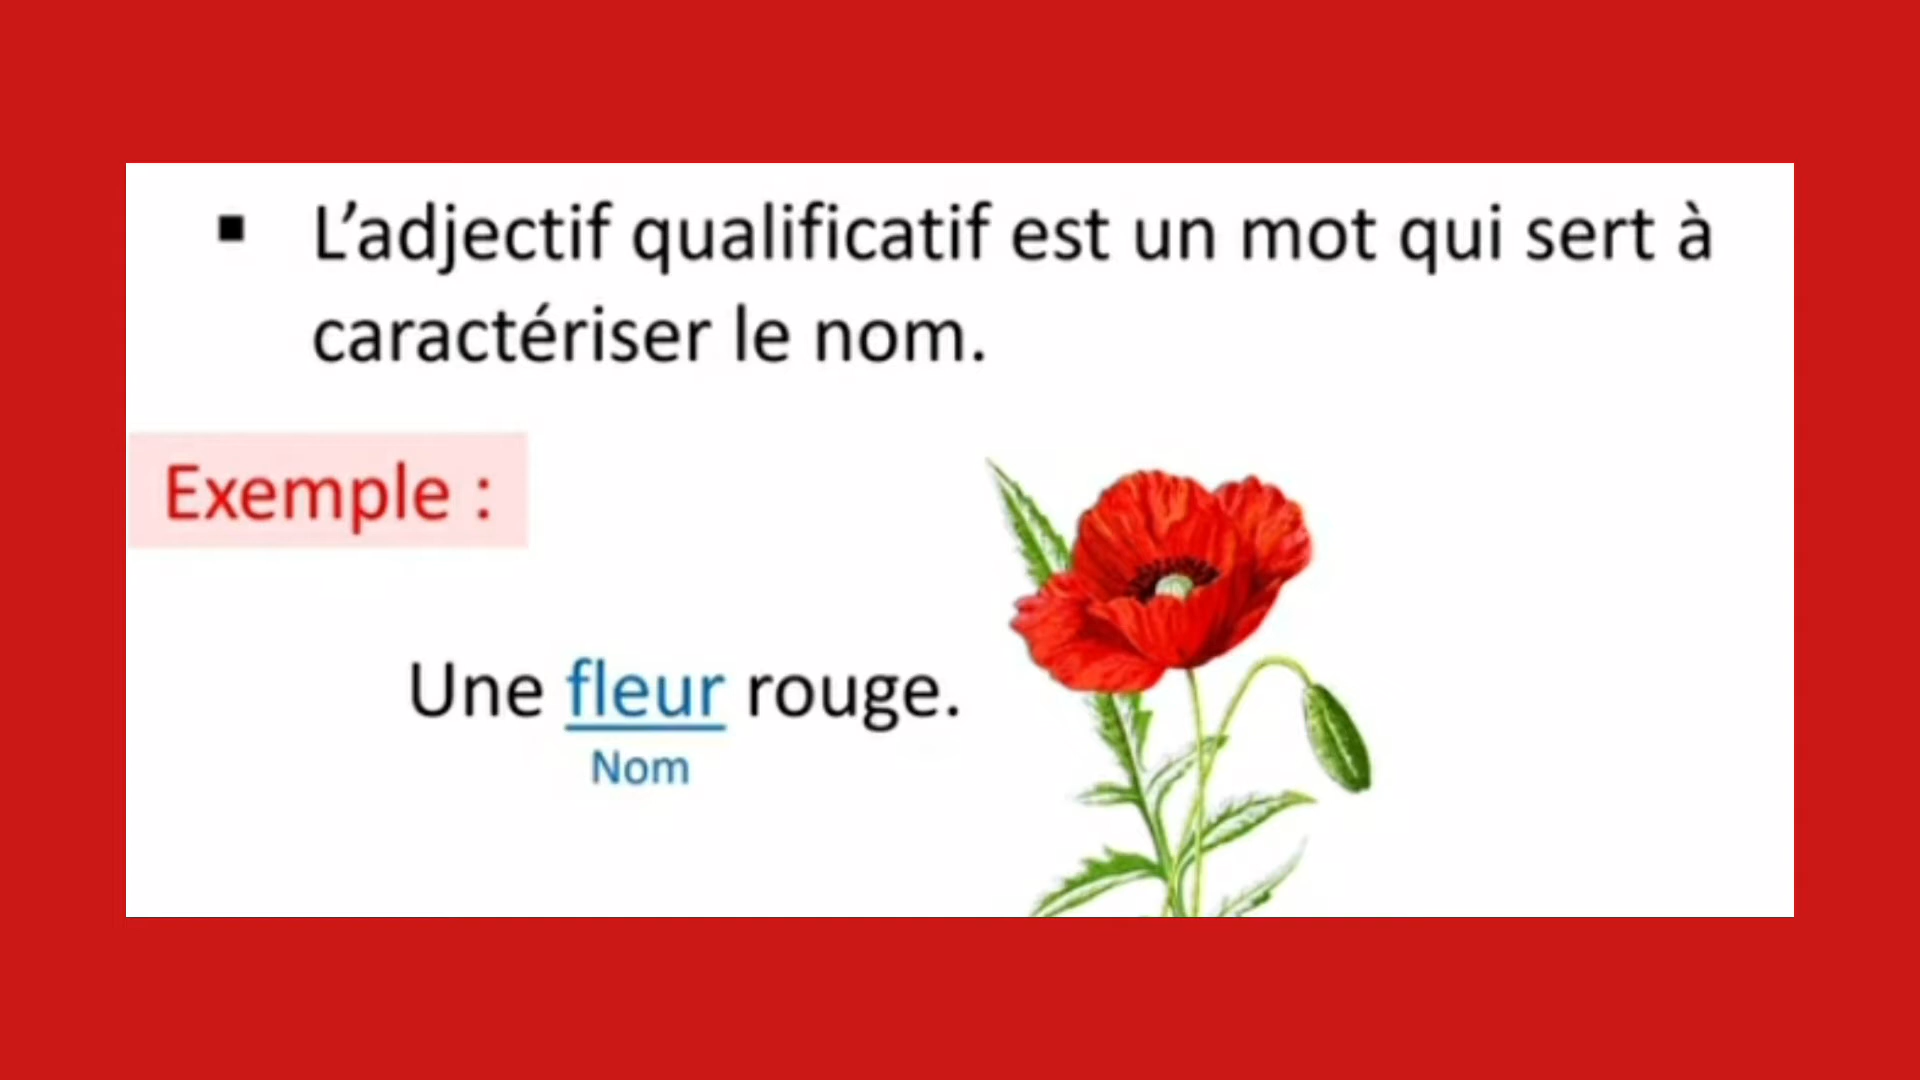 ▪ L’adjectif qualificatif est un mot qui sert à
caractériser le nom.
Exemple :
Une fleur rouge.
Nom